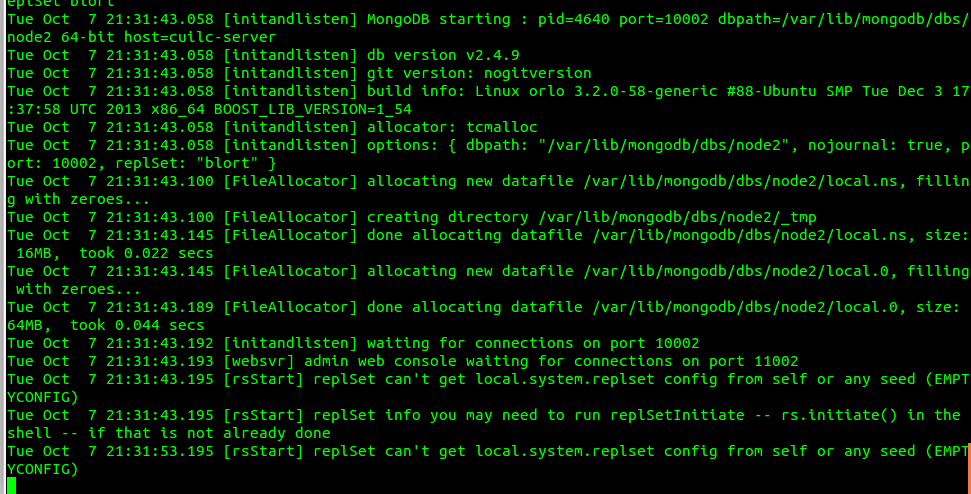 eplSet blort
Tue Oct  7 21:31:43.058 [initandlisten] MongoDB starting : pid=4640 port=10002 dbpath=/var/lib/mongodb/dbs/
node2 64-bit host=cuilc-server
Tue Oct  7 21:31:43.058 [initandlisten] db version v2.4.9
Tue Oct  7 21:31:43.058 [initandlisten] git version: nogitversion
Tue Oct  7 21:31:43.058 [initandlisten] build info: Linux orlo 3.2.0-58-generic #88-Ubuntu SMP Tue Dec 3 17
:37:58 UTC 2013 x86_64 BOOST_LIB_VERSION=1_54
Tue Oct  7 21:31:43.058 [initandlisten] allocator: tcmalloc
Tue Oct  7 21:31:43.058 [initandlisten] options: { dbpath: "/var/lib/mongodb/dbs/node2", nojournal: true, p
ort: 10002, replSet: "blort" }
Tue Oct  7 21:31:43.100 [FileAllocator] allocating new datafile /var/lib/mongodb/dbs/node2/local.ns, fillin
g with zeroes...
Tue Oct  7 21:31:43.100 [FileAllocator] creating directory /var/lib/mongodb/dbs/node2/_tmp
Tue Oct  7 21:31:43.145 [FileAllocator] done allocating datafile /var/lib/mongodb/dbs/node2/local.ns, size:
 16MB,  took 0.022 secs
Tue Oct  7 21:31:43.145 [FileAllocator] allocating new datafile /var/lib/mongodb/dbs/node2/local.0, filling
 with zeroes...
Tue Oct  7 21:31:43.189 [FileAllocator] done allocating datafile /var/lib/mongodb/dbs/node2/local.0, size: 
64MB,  took 0.044 secs
Tue Oct  7 21:31:43.192 [initandlisten] waiting for connections on port 10002
Tue Oct  7 21:31:43.193 [websvr] admin web console waiting for connections on port 11002
Tue Oct  7 21:31:43.195 [rsStart] replSet can't get local.system.replset config from self or any seed (EMPT
YCONFIG)
Tue Oct  7 21:31:43.195 [rsStart] replSet info you may need to run replSetInitiate -- rs.initiate() in the 
shell -- if that is not already done
Tue Oct  7 21:31:53.195 [rsStart] replSet can't get local.system.replset config from self or any seed (EMPT
YCONFIG)